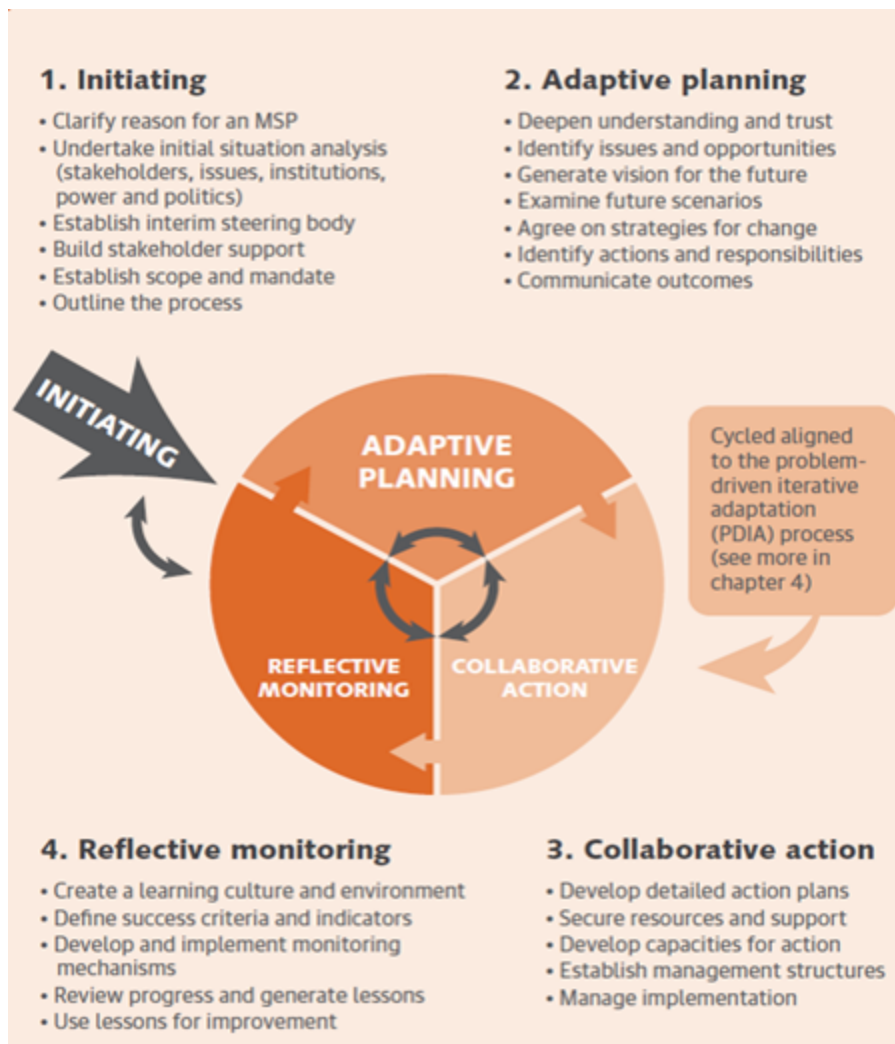 1. Initiating
• Clarify reason for an MSP
• Undertake initial situation analysis
(stakeholders, issues, institutions,
power and politics)
• Establish interim steering body
• Build stakeholder support
• Establish scope and mandate
• Outline the process
2. Adaptive planning
• Deepen understanding and trust
• Identify issues and opportunities
• Generate vision for the future
• Examine future scenarios
• Agree on strategies for change
• Identify actions and responsibilities
• Communicate outcomes
INITIATING
ADAPTIVE
PLANNING
Cycled aligned
to the problem-
driven iterative
adaptation
(PDIA) process
(see more in
chapter 4)
REFLECTIVE
MONITORING
COLLABORATIVE
ACTION
4. Reflective monitoring
• Create a learning culture and environment
• Define success criteria and indicators
• Develop and implement monitoring
mechanisms
• Review progress and generate lessons
• Use lessons for improvement
3. Collaborative action
• Develop detailed action plans
• Secure resources and support
• Develop capacities for action
• Establish management structures
• Manage implementation